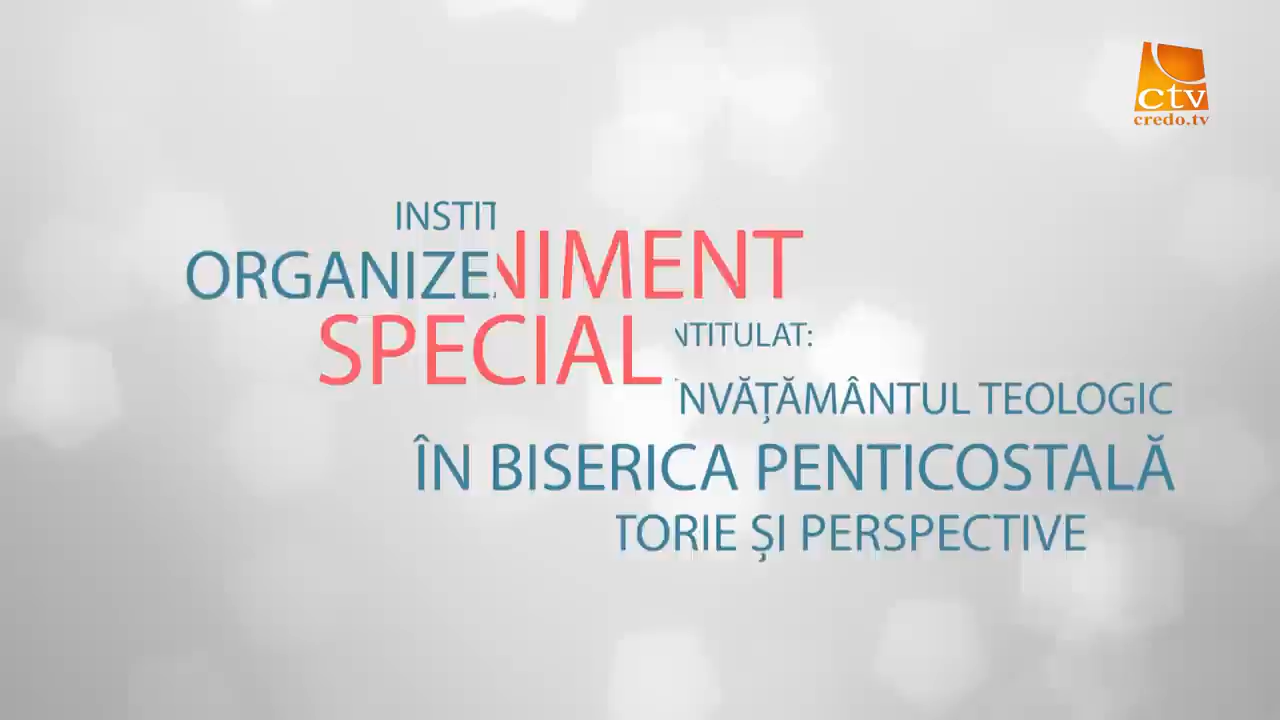 ctv
credo.tv
INSTIT
ORGANIZE
NIMENT
SPECIAL
NTITULAT:
NVĂȚĂMÂNTUL TEOLOGIC
ÎN BISERICA PENTICOSTALĂ
TORIE ȘI PERSPECTIVE